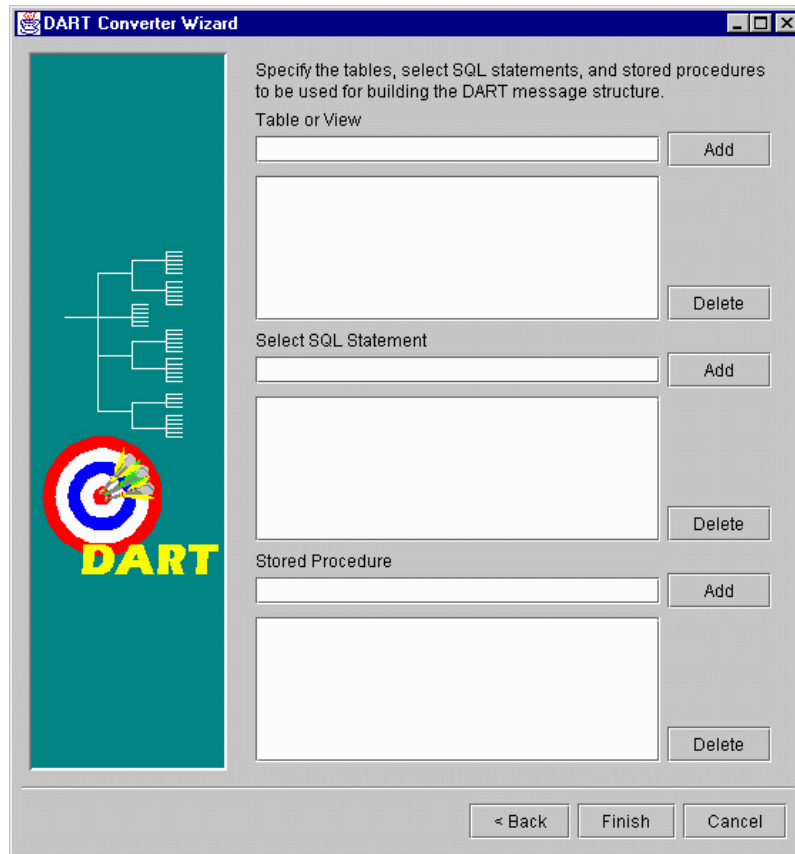 DART Converter Wizard
Specify the tables, select SQL statements, and stored procedures
to be used for building the DART message structure.
Table or View
Add
Delete
Select SQL Statement
Add
Delete
DART
Stored Procedure
Add
Delete
< Back
Finish
Cancel